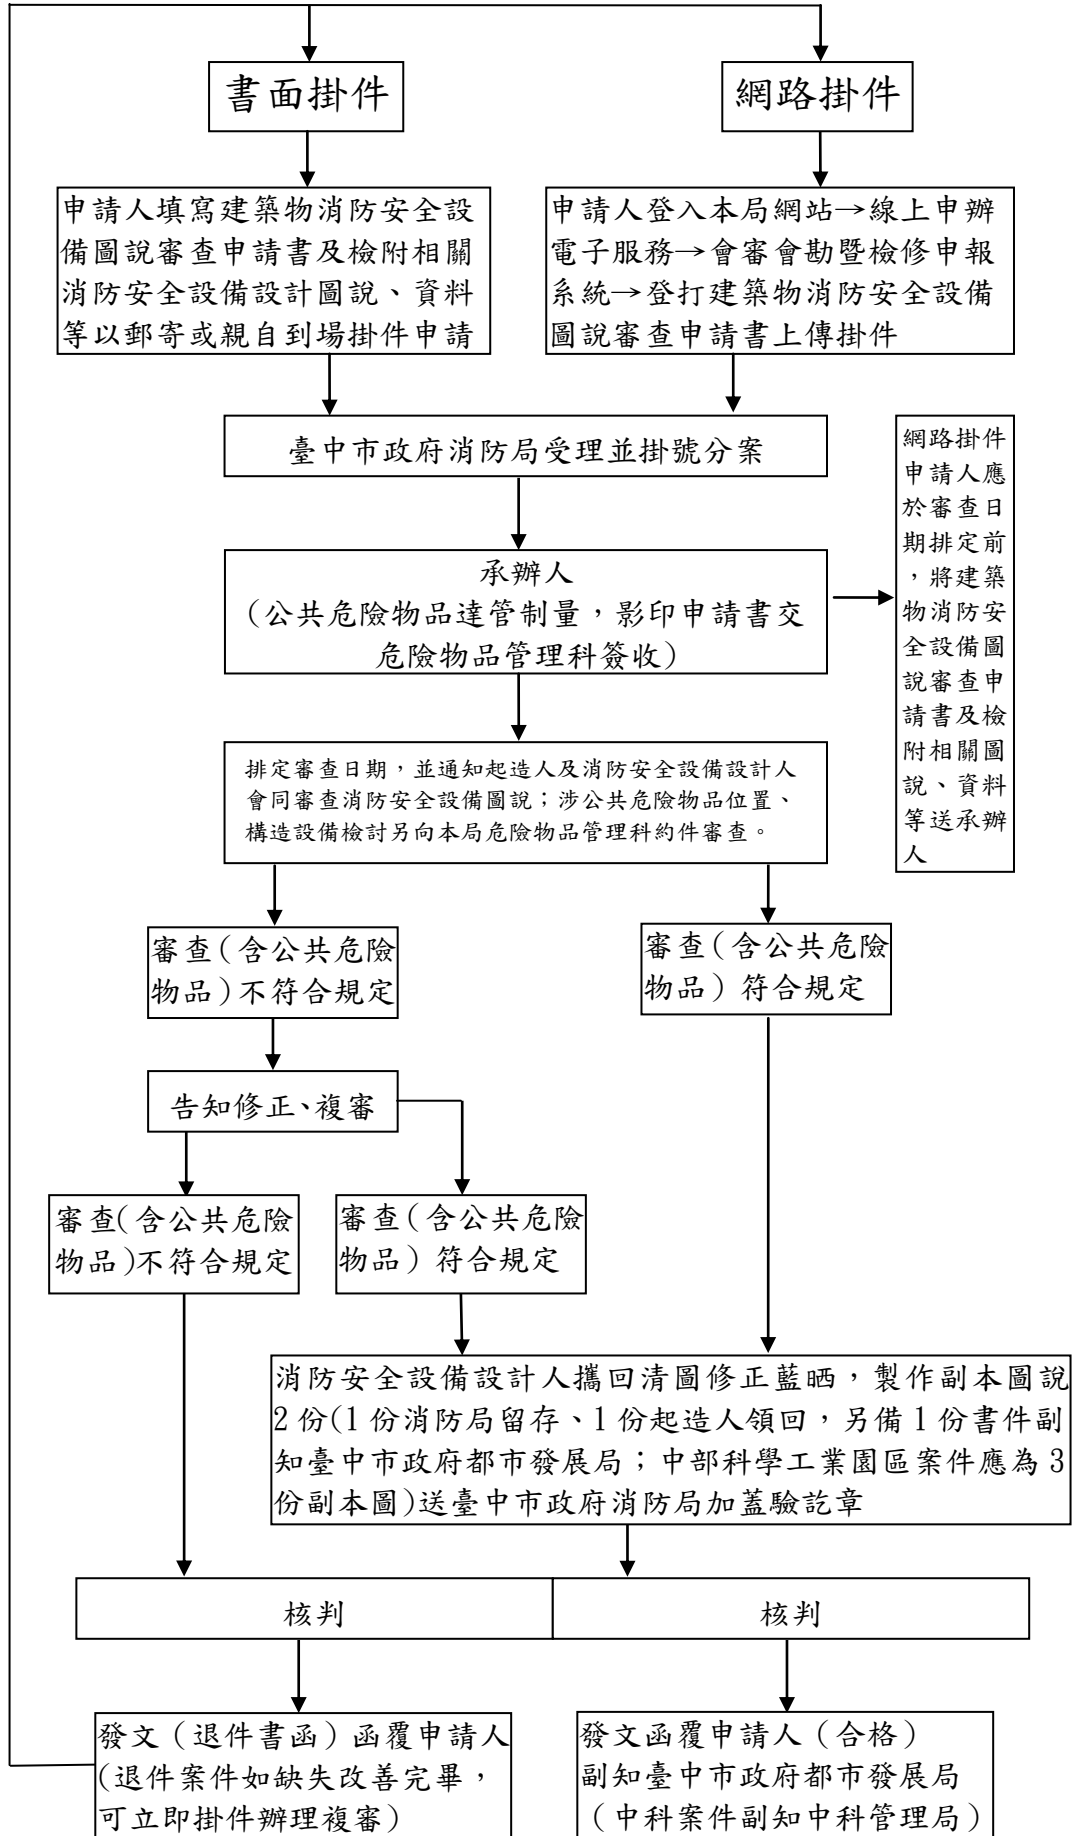 書面掛件
網路掛件
申請人填寫建築物消防安全設
備圖說審查申請書及檢附相關
消防安全設備設計圖說、資料
等以郵寄或親自到場掛件申請
申請人登入本局網站→線上申辦
電子服務→會審會勘暨檢修申報
系統→登打建築物消防安全設備
圖說審查申請書上傳掛件
臺中市政府消防局受理並掛號分案
承辦人
（公共危險物品達管制量，影印申請書交
危險物品管理科簽收）
網路掛件
申請人應
於審查日
期排定前
，將建築
物消防安
全設備圖
說審查申
請書及檢
附相關圖
說、資料
等送承辦
人
排定審查日期，並通知起造人及消防安全設備設計人
會同審查消防安全設備圖說；涉公共危險物品位置、
構造設備檢討另向本局危險物品管理科約件審查。
審查(含公共危險
物品)不符合規定
審查(含公共危險
物品) 符合規定
告知修正、複審
審查(含公共危險
物品)不符合規定
審查(含公共危險
物品) 符合規定
消防安全設備設計人攜回清圖修正藍晒，製作副本圖說
2 份(1 份消防局留存、1 份起造人領回，另備 1 份書件副
知臺中市政府都市發展局；中部科學工業園區案件應為 3
份副本圖)送臺中市政府消防局加蓋驗訖章
核判
核判
發文（退件書函）函覆申請人
(退件案件如缺失改善完畢，
可立即掛件辦理複審）
發文函覆申請人（合格）
副知臺中市政府都市發展局
（中科案件副知中科管理局）